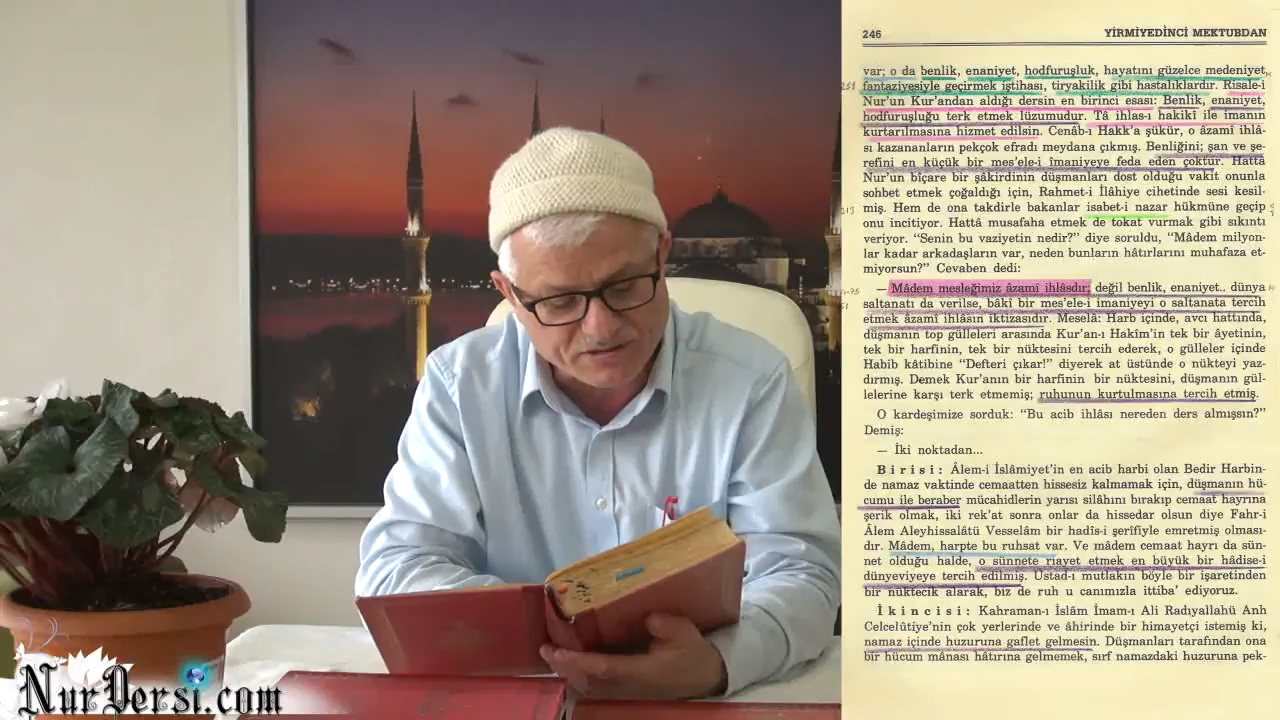 246
YİRMİYEDİNCİ MEKTUBDAN
var; o da benlik, enaniyet, hodfuruşluk, hayatını güzelce medeniyet
fantaziyesiyle geçirmek iştihası, tiryakilik gibi hastalıklardır. Risale-i
Nur'un Kur'andan aldığı dersin en birinci esası: Benlik, enaniyet,
hodfuruşluğu terk etmek lüzumudur. Tâ ihlas-ı hakikî ile imanın
kurtarılmasına hizmet edilsin. Cenâb-ı Hakk'a şükür, o âzamî ihlâ-
sı kazananların pekçok efradı meydana çıkmış. Benliğini; şan ve şe-
refini en küçük bir mes'ele-i îmaniyeye feda eden çoktur. Hattâ
Nur'un bîçare bir şâkirdinin düşmanları dost olduğu vakit onunla
sohbet etmek çoğaldığı için, Rahmet-i İlâhiye cihetinde sesi kesil-
miş. Hem de ona takdirle bakanlar isabet-i nazar hükmüne geçip
onu incitiyor. Hattâ musafaha etmek de tokat vurmak gibi sıkıntı
veriyor. "Senin bu vaziyetin nedir?" diye soruldu, "Mâdem milyon-
lar kadar arkadaşların var, neden bunların hâtırlarını muhafaza et-
miyorsun?" Cevaben dedi:
— Mâdem mesleğimiz âzamî ihlâsdır; değil benlik, enaniyet.. dünya
saltanatı da verilse, bâkî bir mes'ele-i imaniyeyi o saltanata tercih
etmek âzamî ihlâsın iktizasıdır. Meselâ: Harb içinde, avcı hattında,
düşmanın top gülleleri arasında Kur'an-ı Hakîm'in tek bir âyetinin,
tek bir harfinin, tek bir nüktesini tercih ederek, o gülleler içinde
Habib kâtibine "Defteri çıkar!" diyerek at üstünde o nükteyi yaz-
dırmış. Demek Kur'anın bir harfinin bir nüktesini, düşmanın gül-
lelerine karşı terk etmemiş; ruhunun kurtulmasına tercih etmiş.
O kardeşimize sorduk: "Bu acib ihlâsı nereden ders almışsın?"
Demiş:
— İki noktadan...
Birisi: Âlem-i İslâmiyet'in en acib harbi olan Bedir Harbin-
de namaz vaktinde cemaatten hissesiz kalmamak için, düşmanın hü-
cumu ile beraber mücahidlerin yarısı silâhını bırakıp cemaat hayrına
şerik olmak, iki rek'at sonra onlar da hissedar olsun diye Fahr-i
Âlem Aleyhissalâtü Vesselâm bir hadîs-i şerîfiyle emretmiş olması-
dır. Mâdem, harpte bu ruhsat var. Ve mâdem cemaat hayrı da sün-
net olduğu halde, o sünnete riayet etmek en büyük bir hâdise-i
dünyeviyeye tercih edilmiş. Üstad-ı mutlakın böyle bir işaretinden
bir nüktecik alarak, biz de ruh u canımızla ittiba' ediyoruz.
İkincisi: Kahraman-ı İslâm İmam-ı Ali Radıyallahü Anh
Celcelûtiye'nin çok yerlerinde ve âhirinde bir himayetçi istemiş ki,
namaz içinde huzuruna gaflet gelmesin. Düşmanları tarafından ona
bir hücum mânası hâtırına gelmemek, sırf namazdaki huzuruna pek-
NurDersi.com